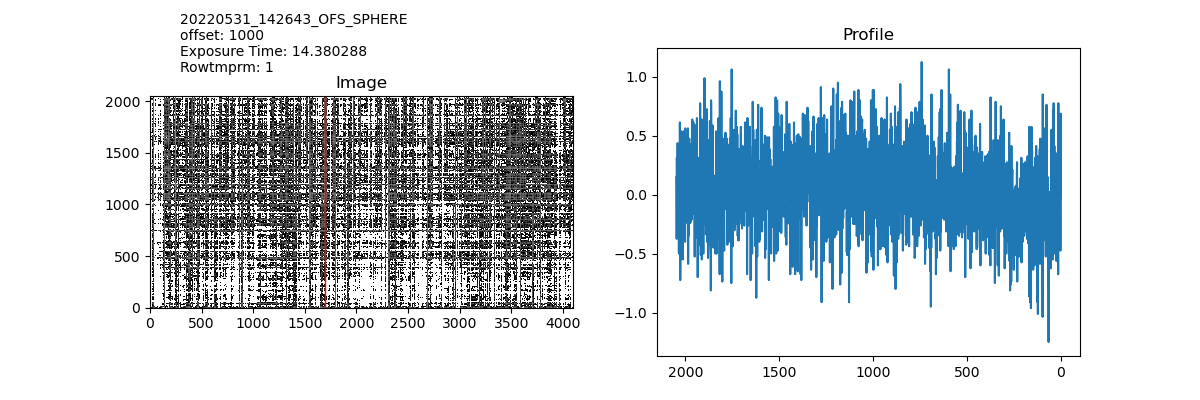 20220531_142643_OFS_SPHERE
offset: 1000
Exposure Time: 14.380288
Rowtmprm: 1
Image
2000
1500
1000
500
0
0 500 1000 1500 2000 2500 3000 3500 4000
Profile
1.0
0.5
0.0
−0.5
−1.0
2000 1500 1000 500 0